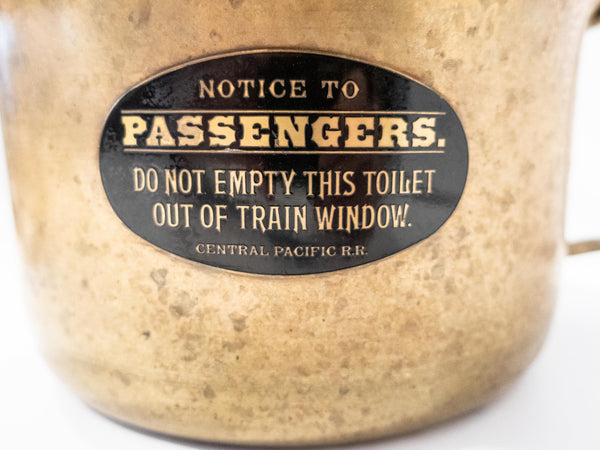 NOTICE TO
PASSENGERS.
DO NOT EMPTY THIS TOILET
OUT OF TRAIN WINDOW.
CENTRAL PACIFIC R.R.